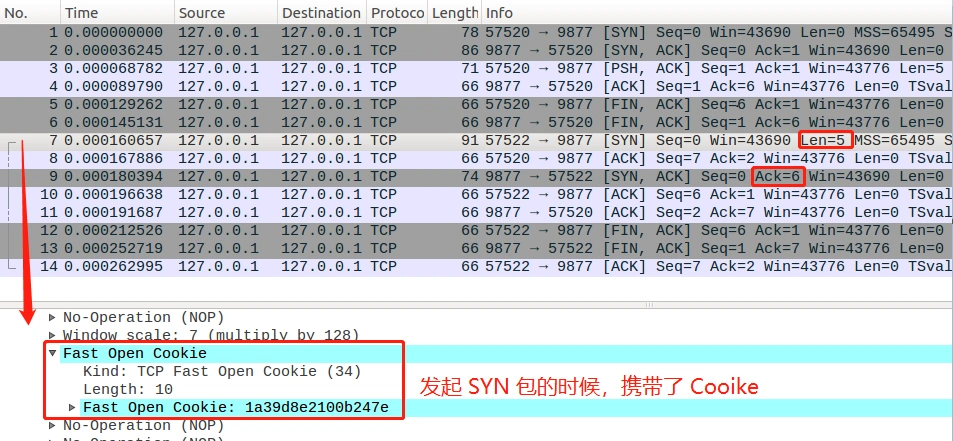 No. Time Source Destination Protoco Length Info
1 0.000000000 127.0.0.1 127.0.0.1 TCP 78 57520 → 9877 [SYN] Seq=0 Win=43690 Len=0 MSS=65495 S
2 0.000036245 127.0.0.1 127.0.0.1 TCP 86 9877 → 57520 [SYN, ACK] Seq=0 Ack=1 Win=43690 Len=0
3 0.000068782 127.0.0.1 127.0.0.1 TCP 71 57520 → 9877 [PSH, ACK] Seq=1 Ack=1 Win=43776 Len=5
4 0.000089790 127.0.0.1 127.0.0.1 TCP 66 9877 → 57520 [ACK] Seq=1 Ack=6 Win=43776 Len=0 TSval
5 0.000129262 127.0.0.1 127.0.0.1 TCP 66 57520 → 9877 [FIN, ACK] Seq=6 Ack=1 Win=43776 Len=0
6 0.000145131 127.0.0.1 127.0.0.1 TCP 66 9877 → 57520 [FIN, ACK] Seq=1 Ack=6 Win=43776 Len=0
7 0.000160657 127.0.0.1 127.0.0.1 TCP 91 57522 → 9877 [SYN] Seq=0 Win=43690 Len=5 MSS=65495 S
8 0.000167886 127.0.0.1 127.0.0.1 TCP 66 57520 → 9877 [ACK] Seq=7 Ack=2 Win=43776 Len=0 TSval
9 0.000180394 127.0.0.1 127.0.0.1 TCP 74 9877 → 57522 [SYN, ACK] Seq=0 Ack=6 Win=43690 Len=0
10 0.000196638 127.0.0.1 127.0.0.1 TCP 66 57522 → 9877 [ACK] Seq=6 Ack=1 Win=43776 Len=0 TSval
11 0.000191687 127.0.0.1 127.0.0.1 TCP 66 9877 → 57520 [ACK] Seq=2 Ack=7 Win=43776 Len=0 TSval
12 0.000212526 127.0.0.1 127.0.0.1 TCP 66 57522 → 9877 [FIN, ACK] Seq=6 Ack=1 Win=43776 Len=0
13 0.000252719 127.0.0.1 127.0.0.1 TCP 66 9877 → 57522 [FIN, ACK] Seq=1 Ack=7 Win=43776 Len=0
14 0.000262995 127.0.0.1 127.0.0.1 TCP 66 57522 → 9877 [ACK] Seq=7 Ack=2 Win=43776 Len=0 TSval
No-Operation (NOP)
Window scale: 7 (multiply by 128)
Fast Open Cookie
Kind: TCP Fast Open Cookie (34)
Length: 10
发起 SYN 包的时候，携带了 Cooike
Fast Open Cookie: 1a39d8e2100b247e
No-Operation (NOP)